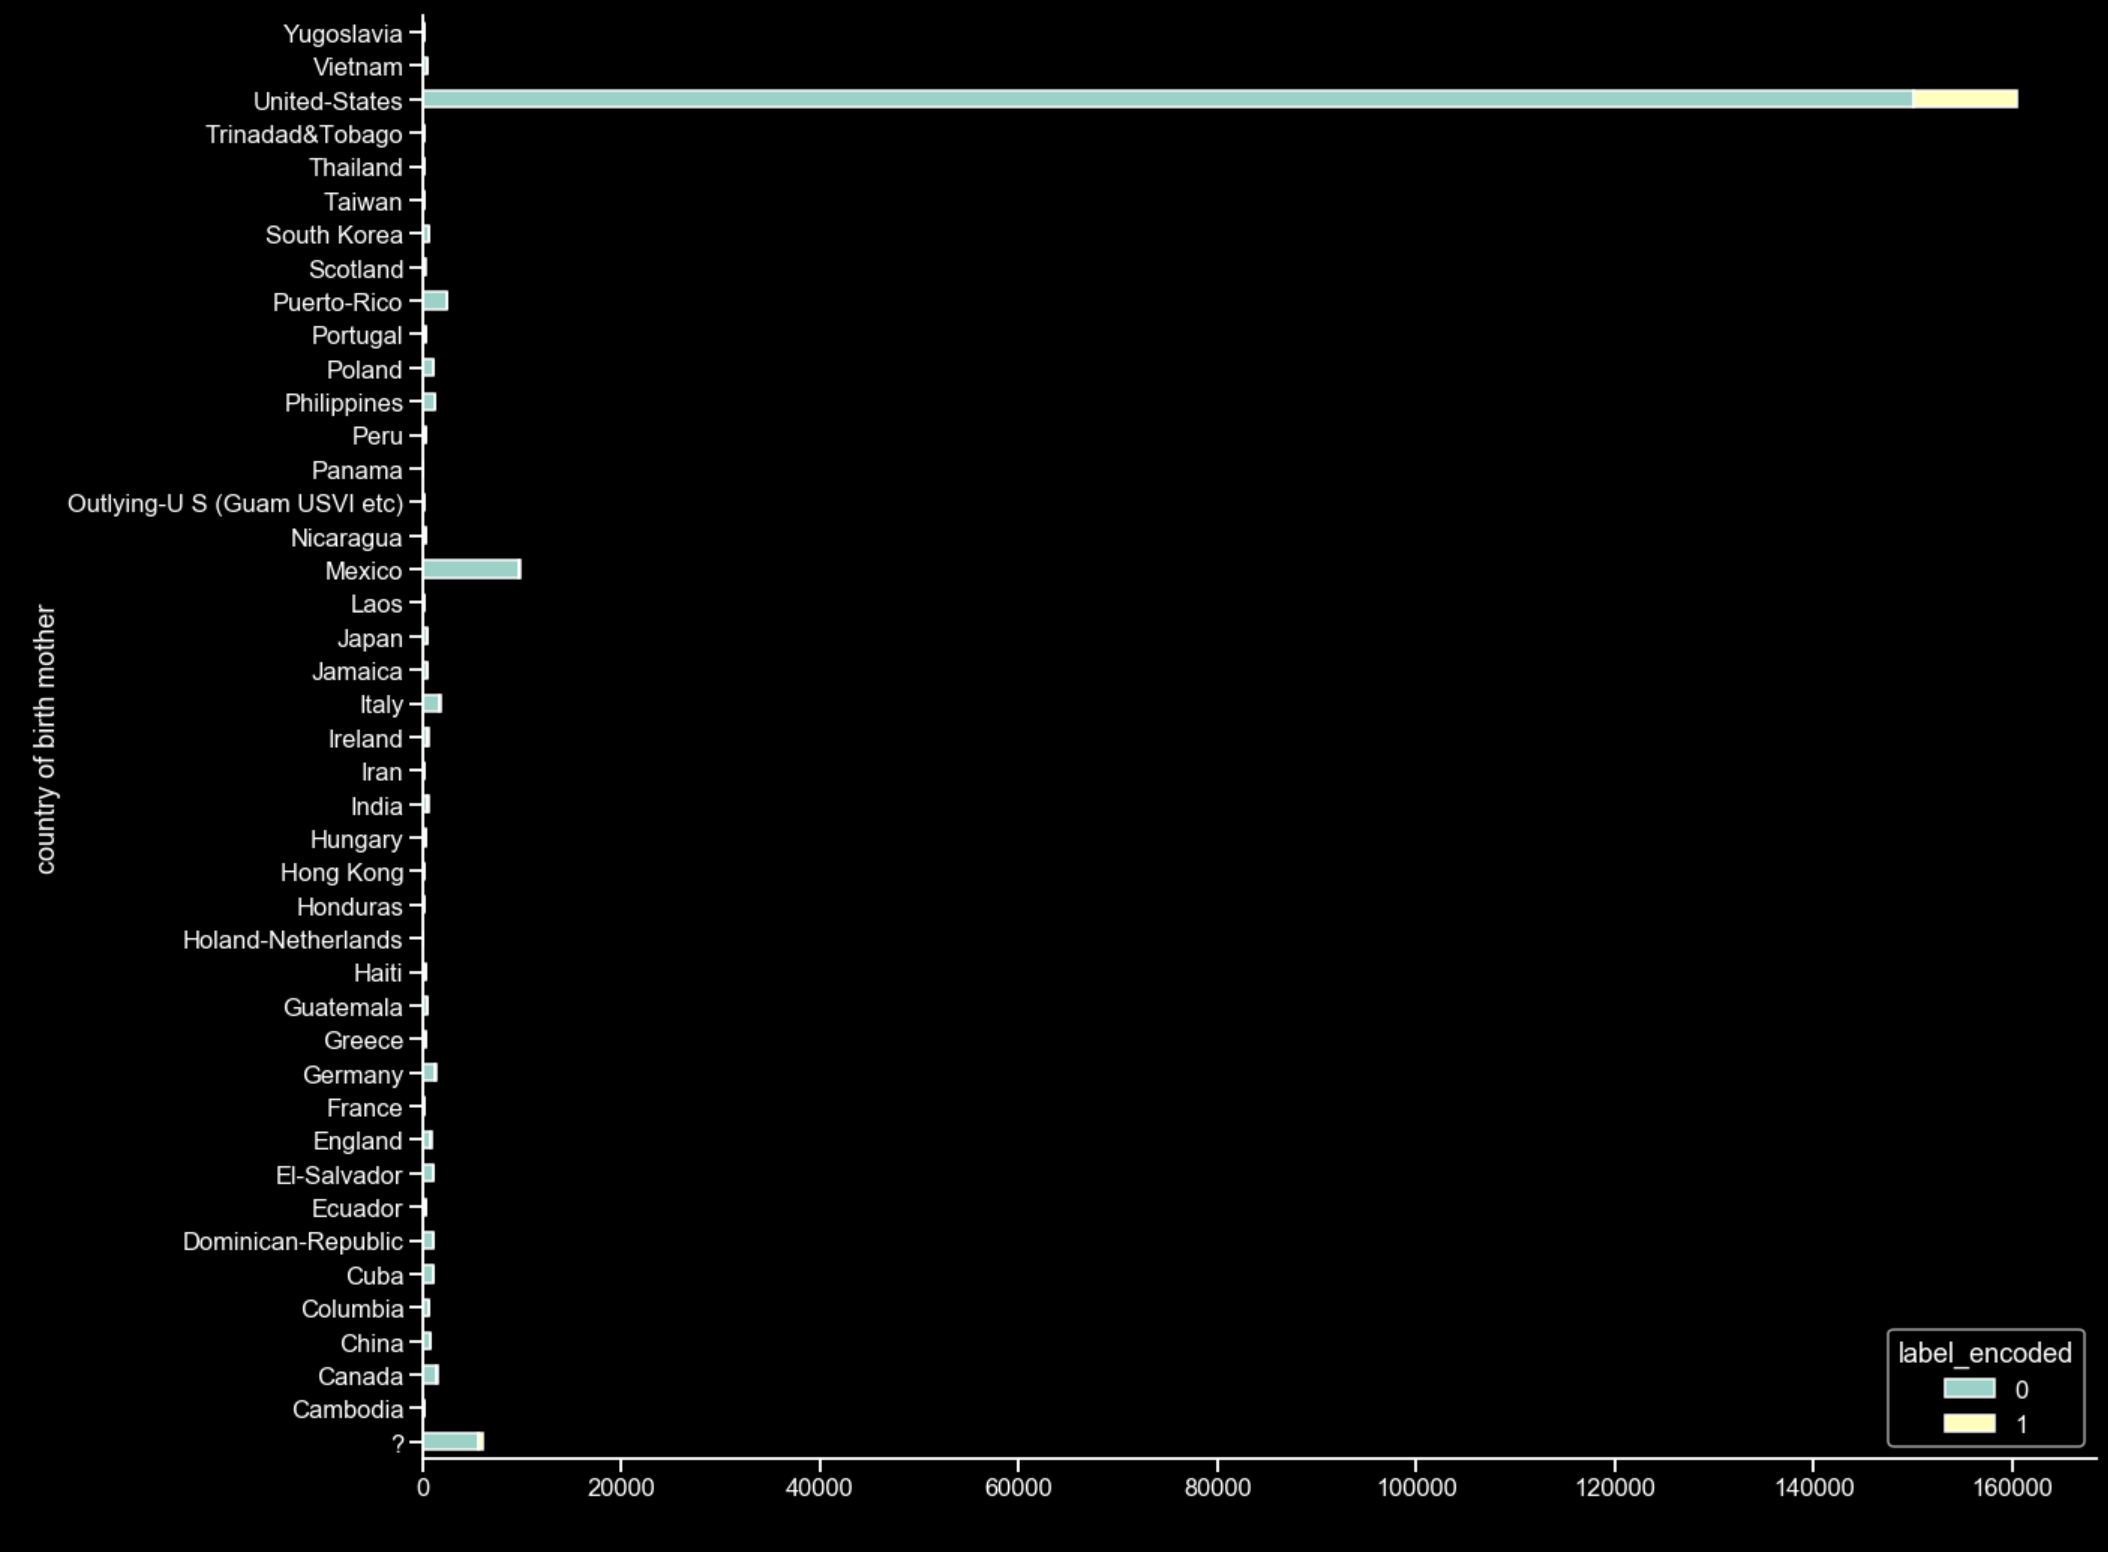 Yugoslavia
Vietnam
United-States
Trinadad&Tobago
Thailand
Taiwan
South Korea
Scotland
Puerto-Rico
Portugal
Poland
Philippines
Peru
Panama
Outlying-U S (Guam USVI etc)
Nicaragua
Mexico
Laos
Japan
Jamaica
Italy
Ireland
Iran
India
Hungary
Hong Kong
Honduras
Holand-Netherlands
Haiti
Guatemala
Greece
Germany
France
England
El-Salvador
Ecuador
Dominican-Republic
Cuba
Columbia
China
Canada
Cambodia
?
country of birth mother
0 20000 40000 60000 80000 100000 120000 140000 160000
label_encoded
0
1